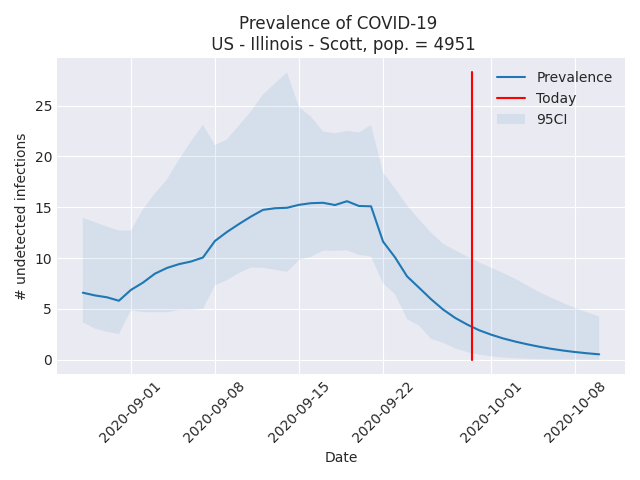 Prevalence of COVID-19
US - Illinois - Scott, pop. = 4951
Prevalence
Today
95CI
# undetected infections
25
20
15
10
5
0
2020-09-01
2020-09-08
2020-09-15
2020-09-22
2020-10-01
2020-10-08
Date